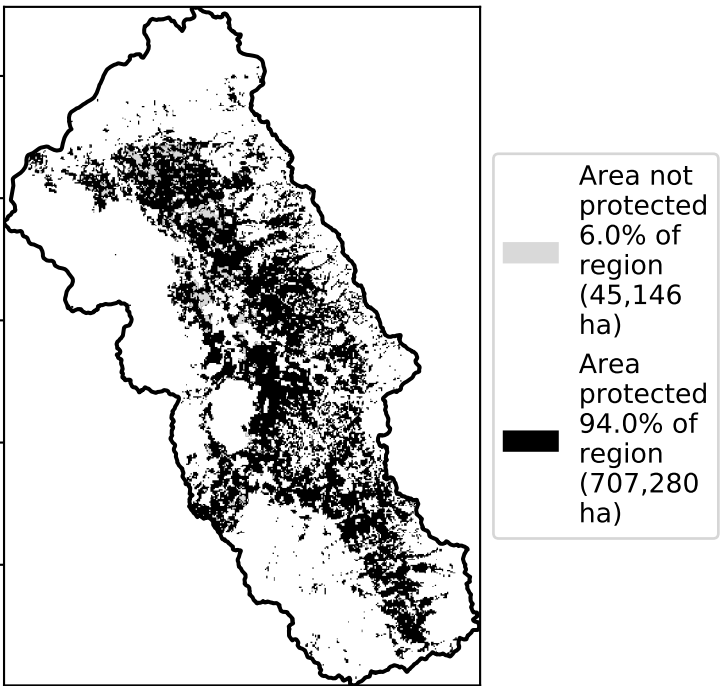 Area not
protected
6.0% of
region
(45,146
ha)
Area
protected
94.0% of
region
(707,280
ha)